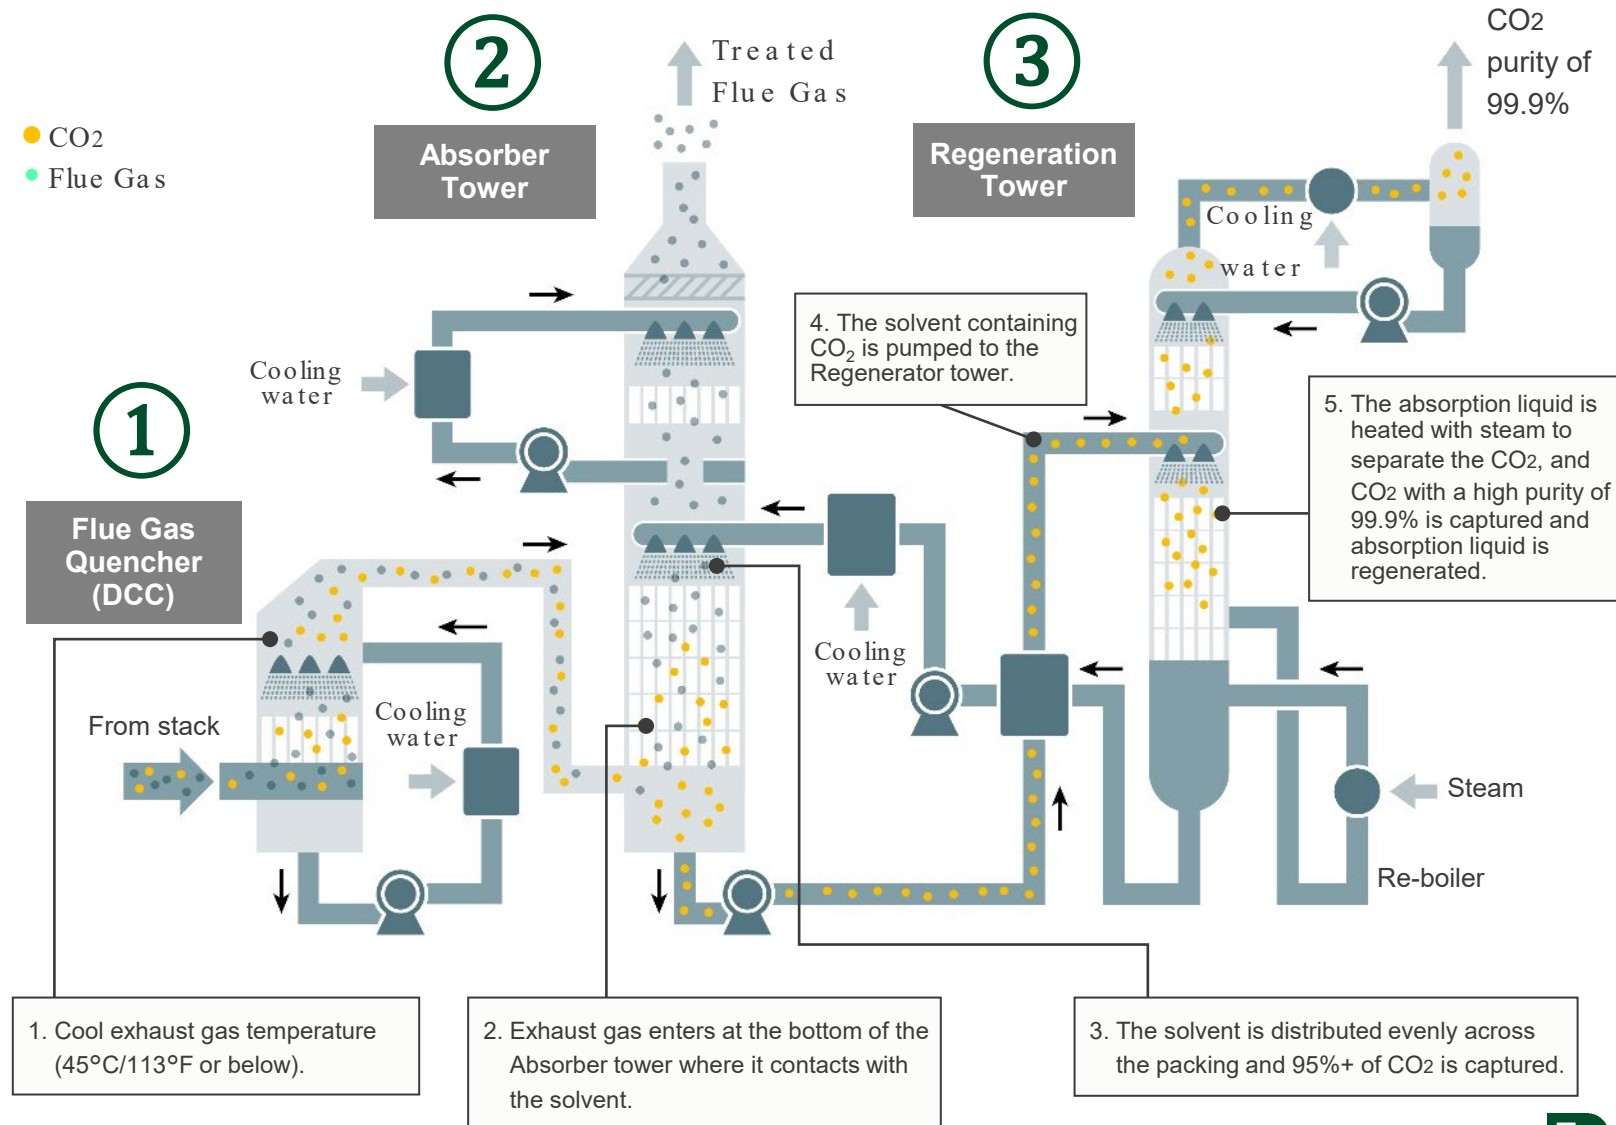 CO2
Flue Gas
1
Flue Gas
Quencher
(DCC)
2
Absorber
Tower
Treated
Flue Gas
3
Regeneration
Tower
CO2
purity of
99.9%
Cooling
water
Cooling
water
4. The solvent containing
CO2 is pumped to the
Regenerator tower.
5. The absorption liquid is
heated with steam to
separate the CO2, and
CO2 with a high purity of
99.9% is captured and
absorption liquid is
regenerated.
From stack
Cooling
water
Cooling
water
Steam
Re-boiler
1. Cool exhaust gas temperature
(45°C/113°F or below).
2. Exhaust gas enters at the bottom of the
Absorber tower where it contacts with
the solvent.
3. The solvent is distributed evenly across
the packing and 95%+ of CO2 is captured.